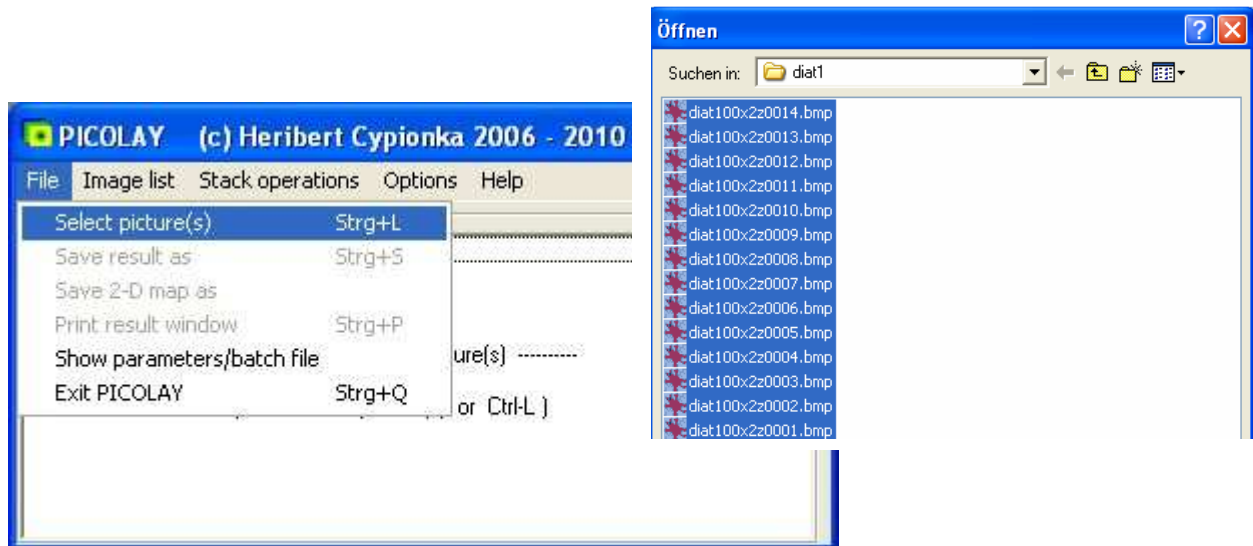 PICOLAY (c) Heribert Cypionka 2006 - 2010
File Image list Stack operations Options Help
Select picture(s) Strg+L
Save result as Strg+S
Save 2-D map as
Print result window Strg+P
Show parameters/batch file
Exit PICOLAY Strg+Q
ure(s) ----------
or Ctrl-L )
Öffnen
Suchen in: diat1
diat100x2z0014.bmp
diat100x2z0013.bmp
diat100x2z0012.bmp
diat100x2z0011.bmp
diat100x2z0010.bmp
diat100x2z0009.bmp
diat100x2z0008.bmp
diat100x2z0007.bmp
diat100x2z0006.bmp
diat100x2z0005.bmp
diat100x2z0004.bmp
diat100x2z0003.bmp
diat100x2z0002.bmp
diat100x2z0001.bmp